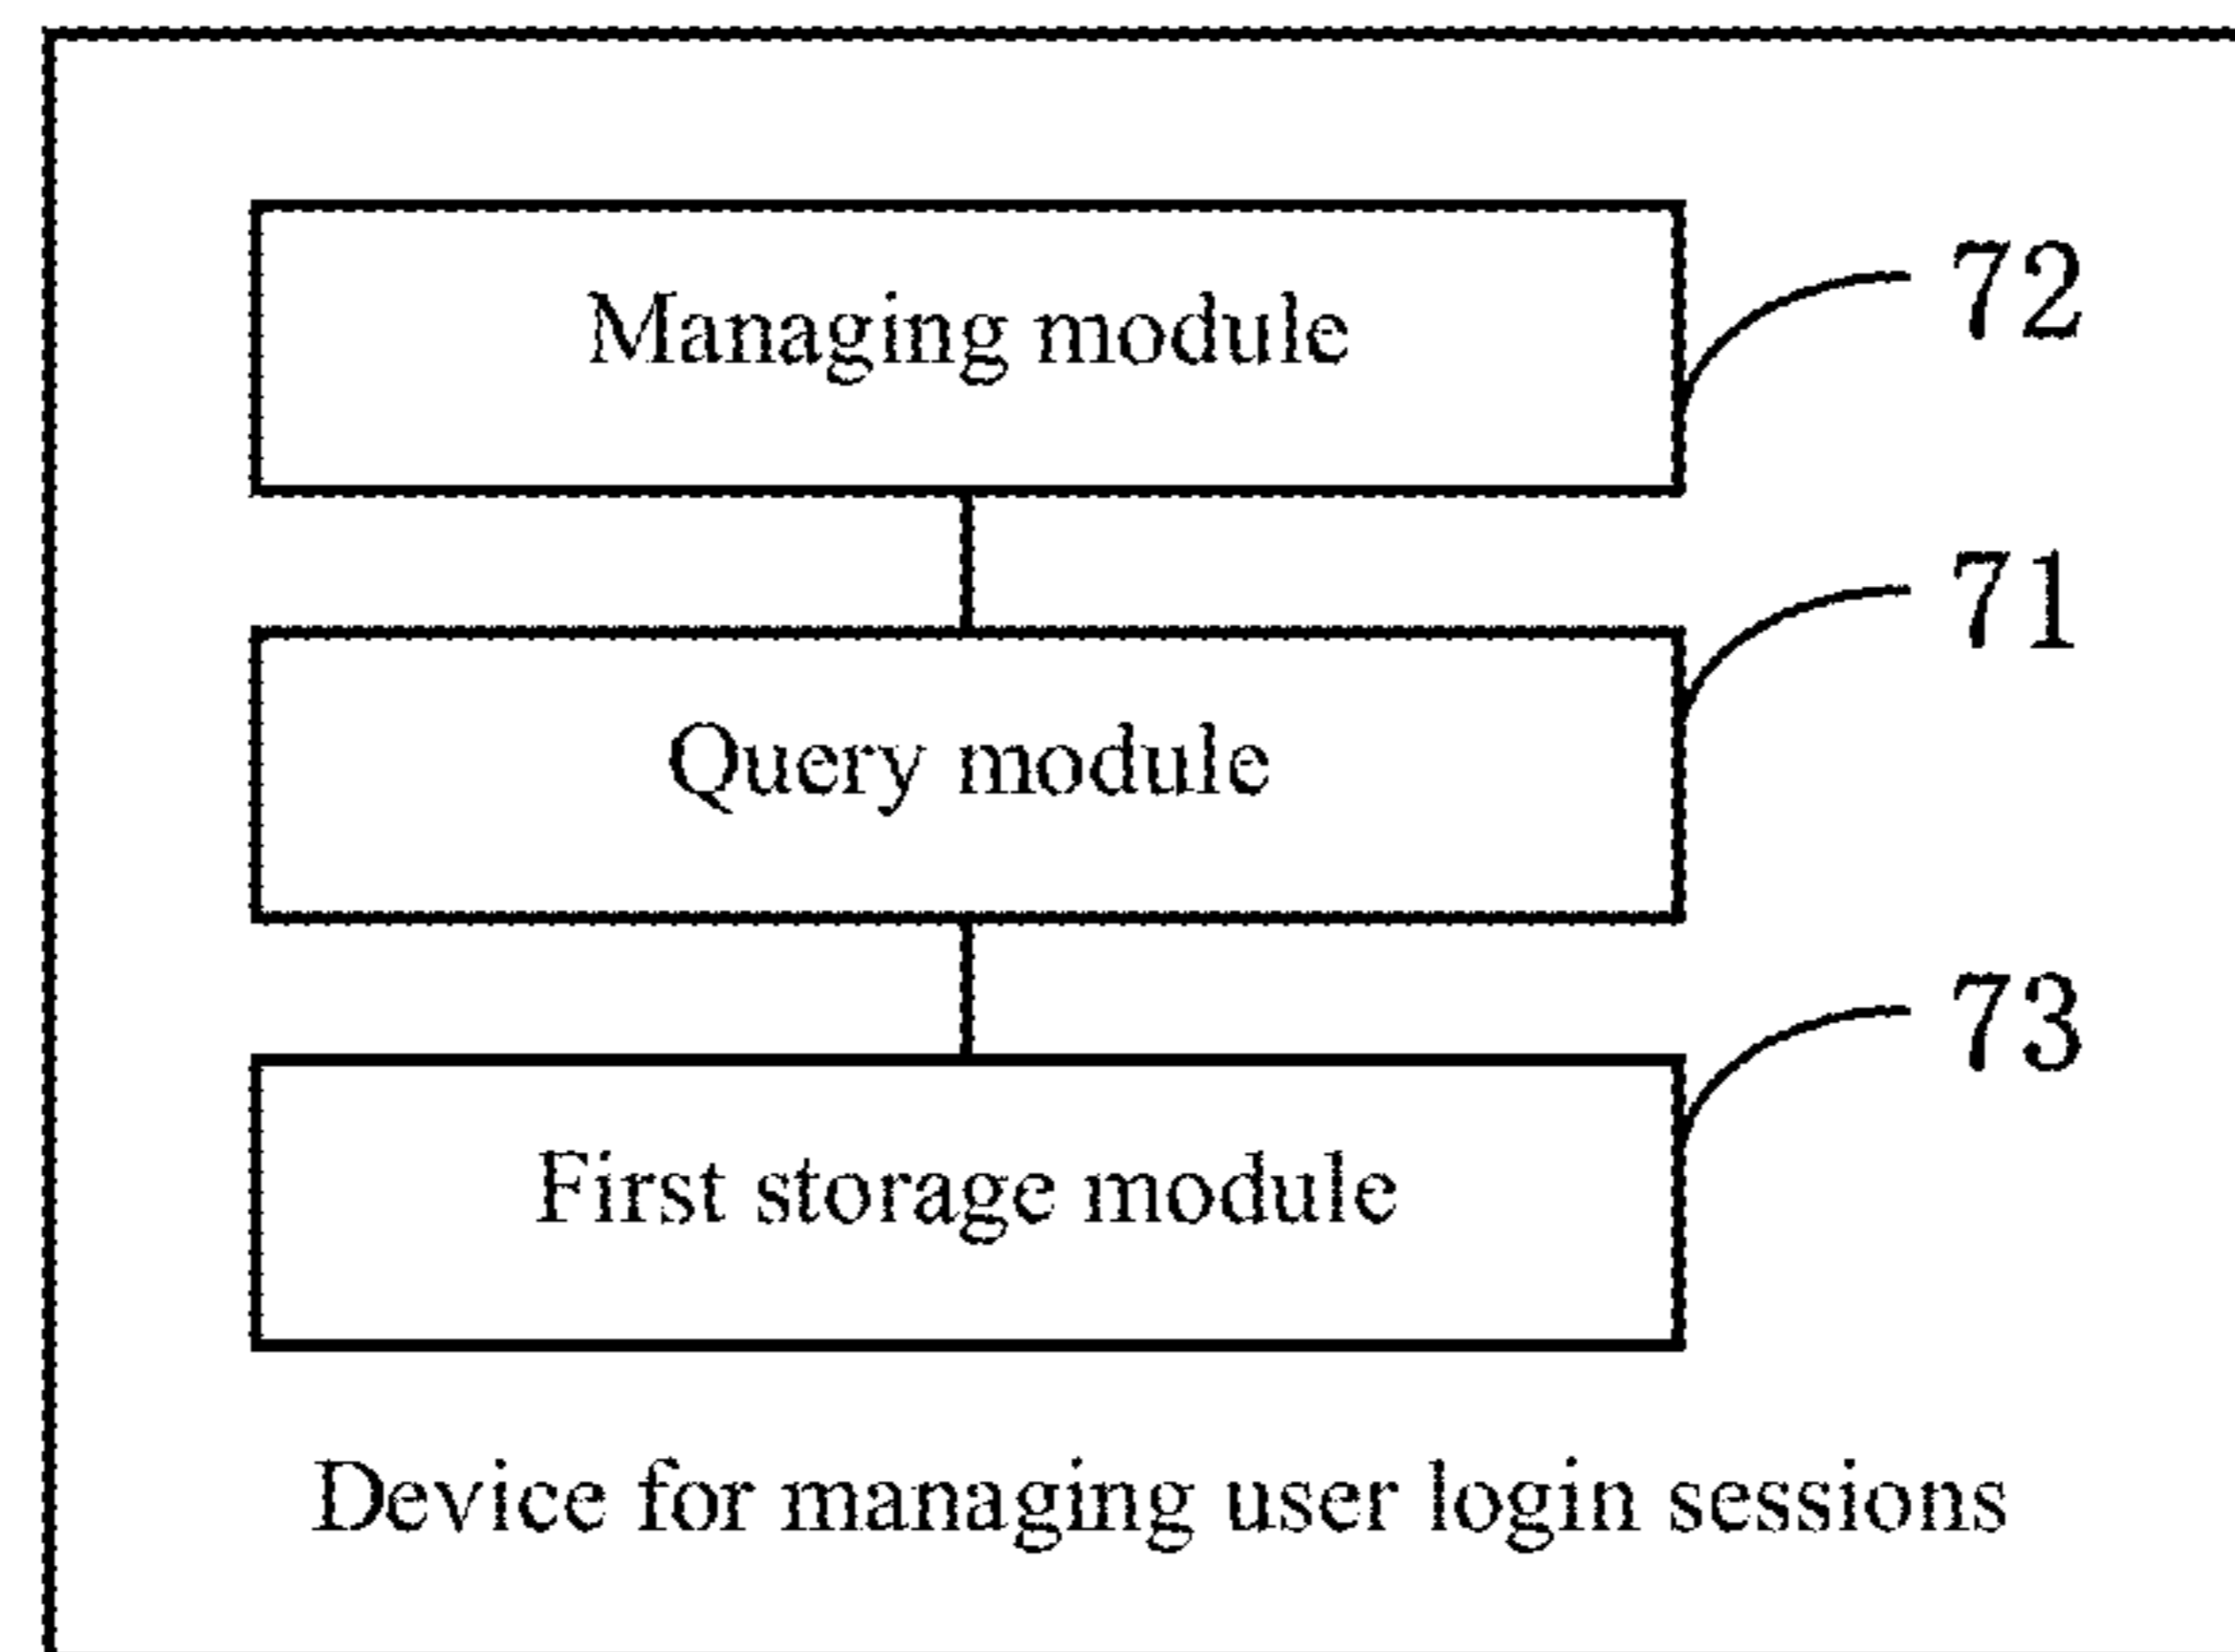 Managing module
72
Query module
71
First storage module
73
Device for managing user login sessions